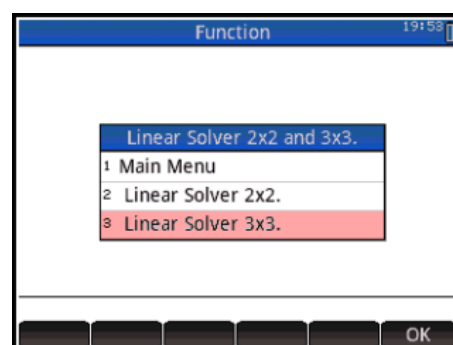 Function 19:53
Linear Solver 2x2 and 3x3.
1 Main Menu
2 Linear Solver 2x2.
3 Linear Solver 3x3.
OK